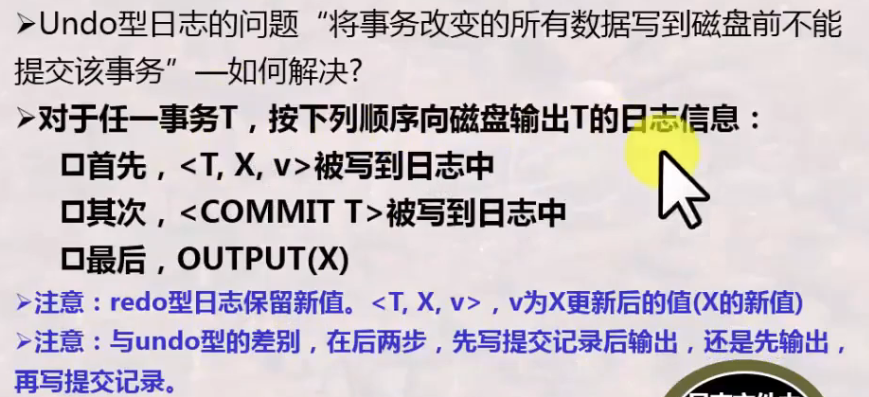 ➢Undo型日志的问题“将事务改变的所有数据写到磁盘前不能
提交该事务”—如何解决?
➢对于任一事务T，按下列顺序向磁盘输出T的日志信息：
□首先，<T, X, v>被写到日志中
□其次，<COMMIT T>被写到日志中
□最后，OUTPUT(X)
➢注意：redo型日志保留新值。<T, X, v>，v为X更新后的值(X的新值)
➢注意：与undo型的差别，在后两步，先写提交记录后输出，还是先输出，
再写提交记录。